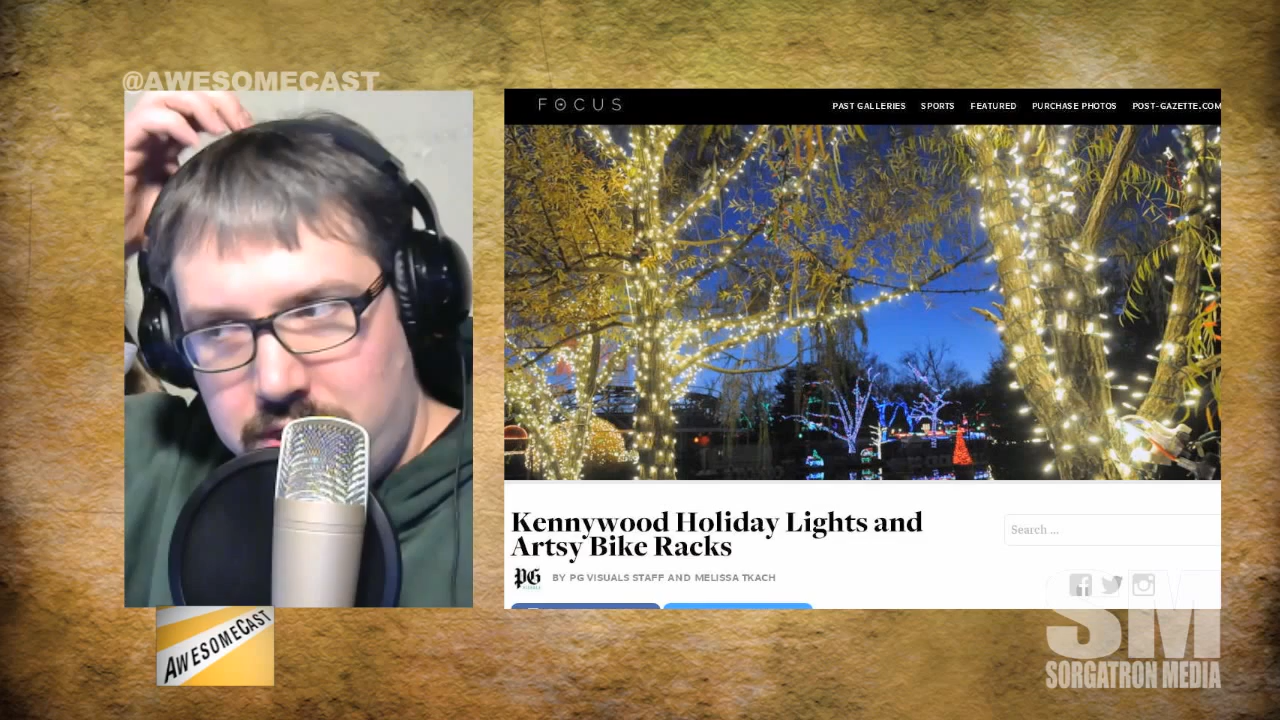 @AWESOMECAST
FOCUS
PAST GALLERIES SPORTS FEATURED PURCHASE PHOTOS POST-GAZETTE.COM
Kennywood Holiday Lights and
Artsy Bike Racks
Search ...
PG
BY PG VISUALS STAFF AND MELISSA TKACH
AWESOMECAST
SM
SORGATRON MEDIA